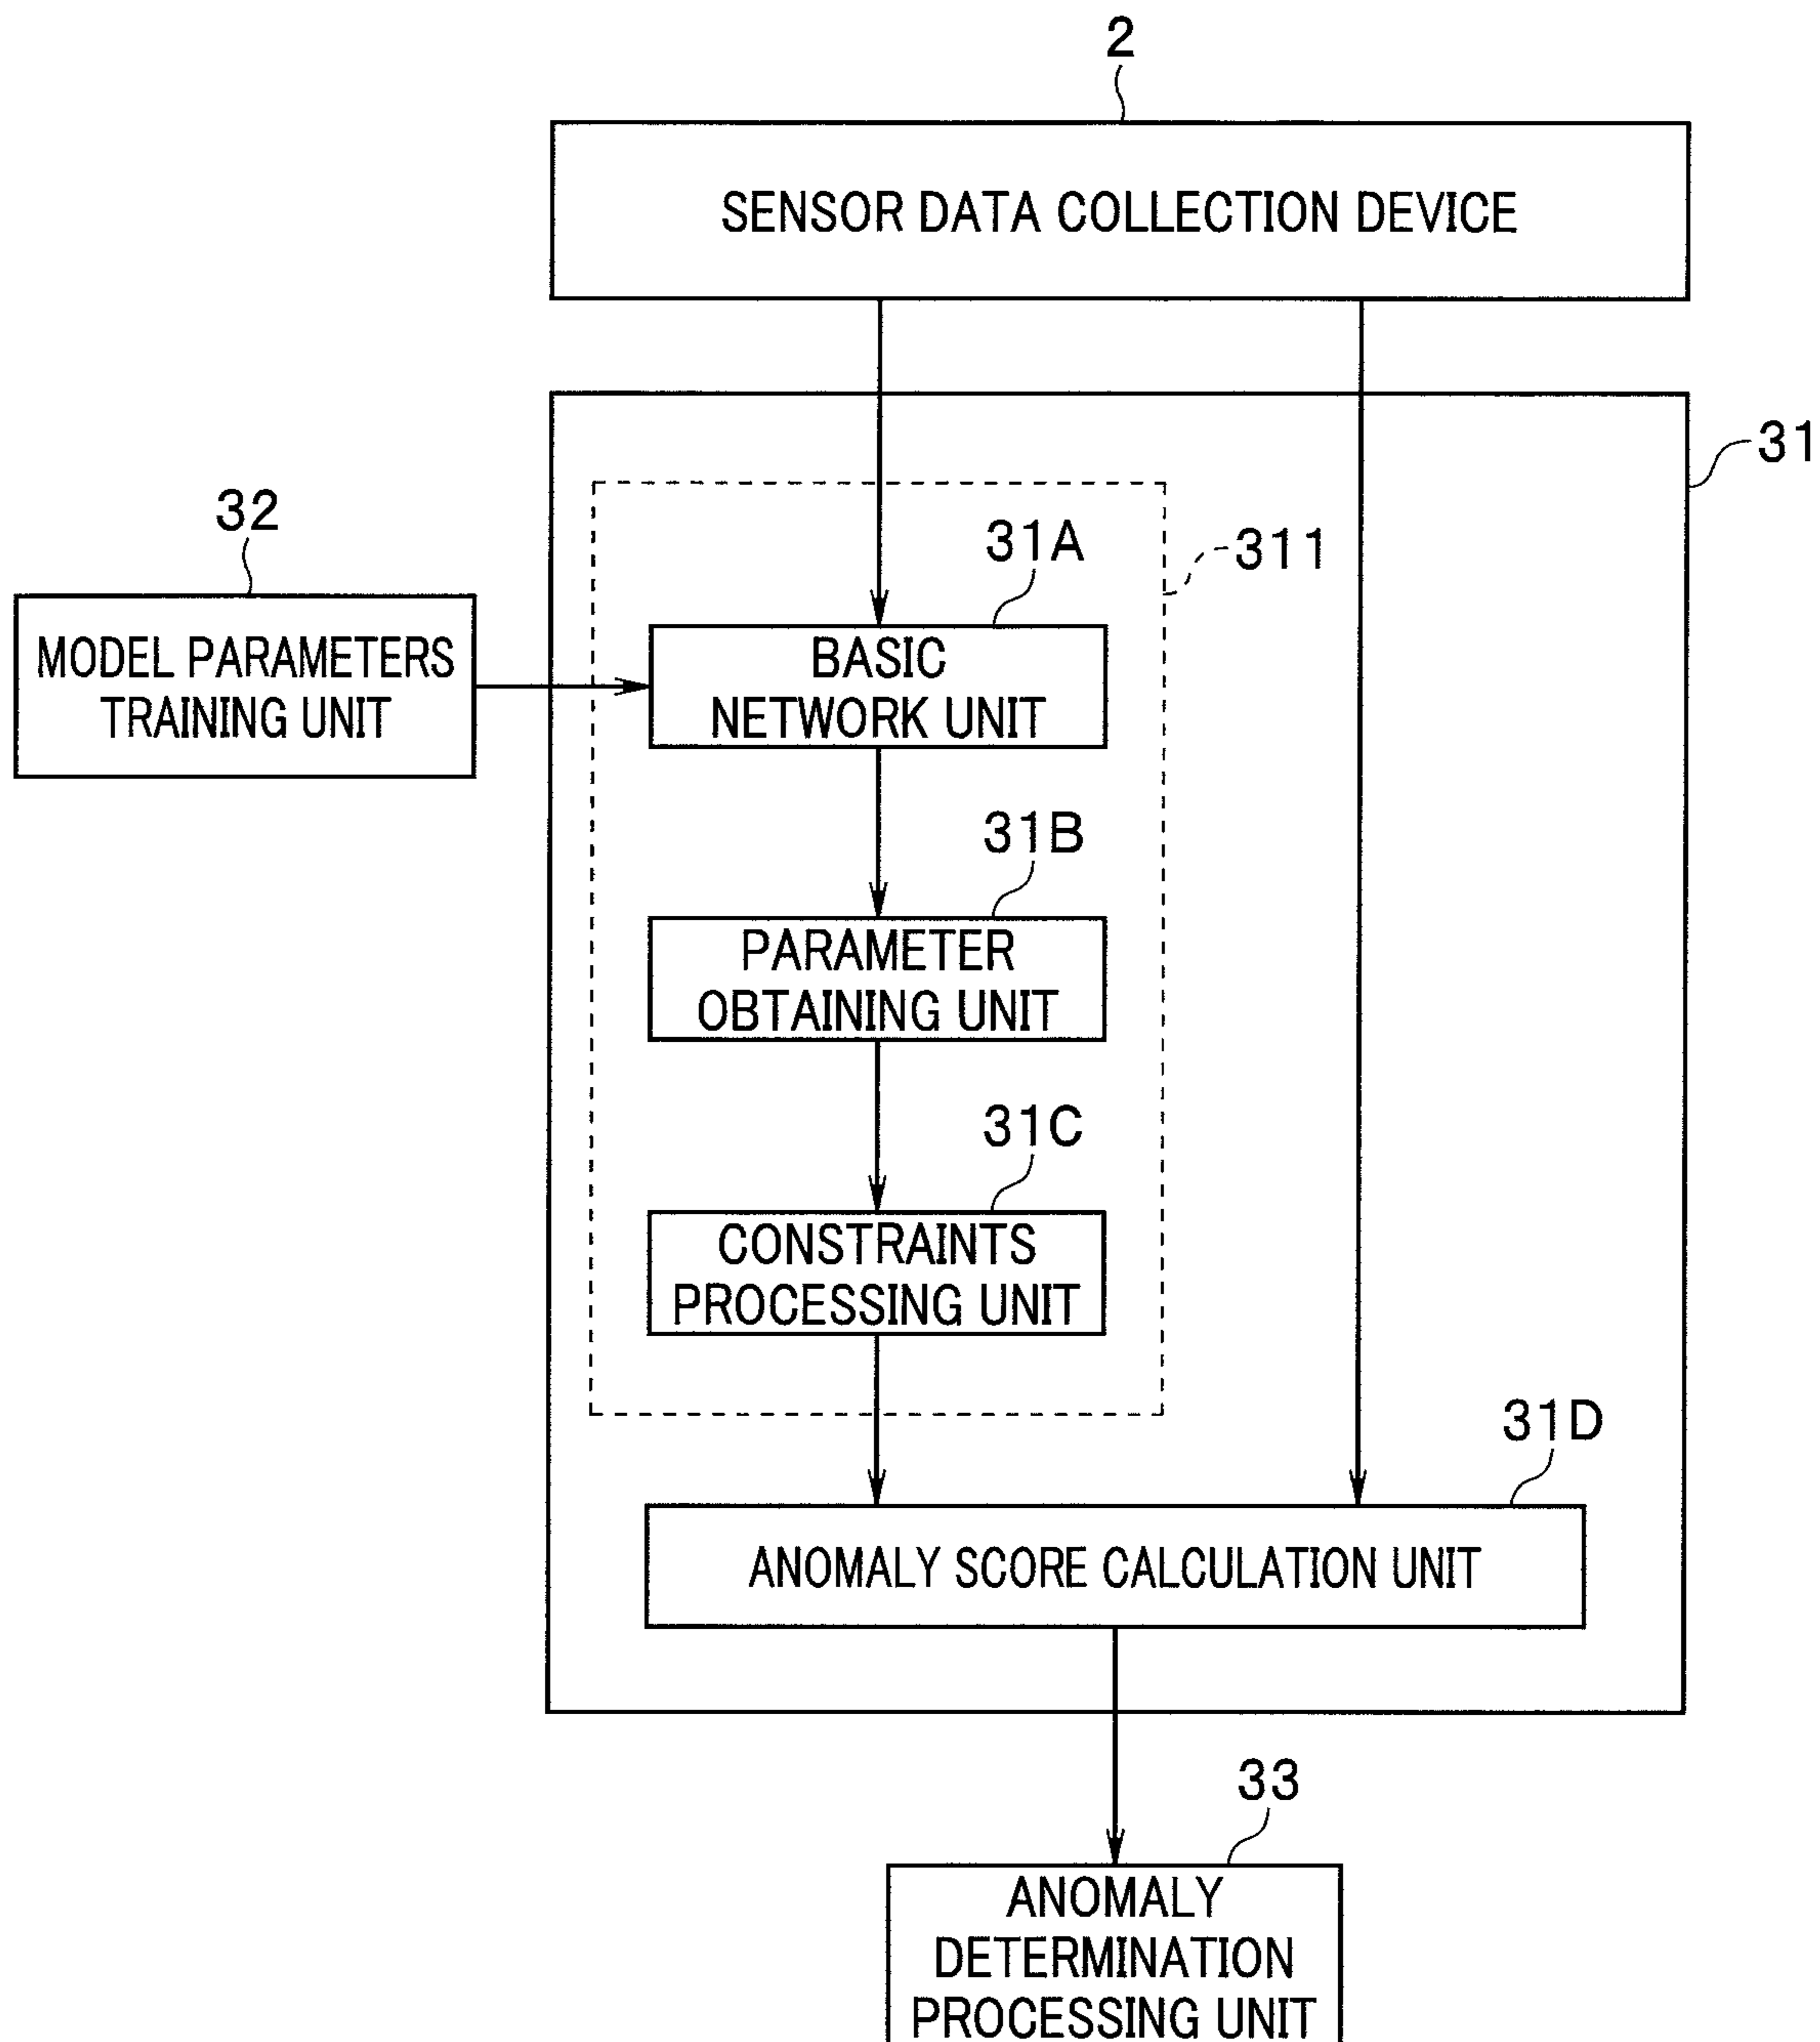 2
SENSOR DATA COLLECTION DEVICE
31
32
31A
311
MODEL PARAMETERS
TRAINING UNIT
BASIC
NETWORK UNIT
31B
PARAMETER
OBTAINING UNIT
31C
CONSTRAINTS
PROCESSING UNIT
31D
ANOMALY SCORE CALCULATION UNIT
33
ANOMALY
DETERMINATION
PROCESSING UNIT